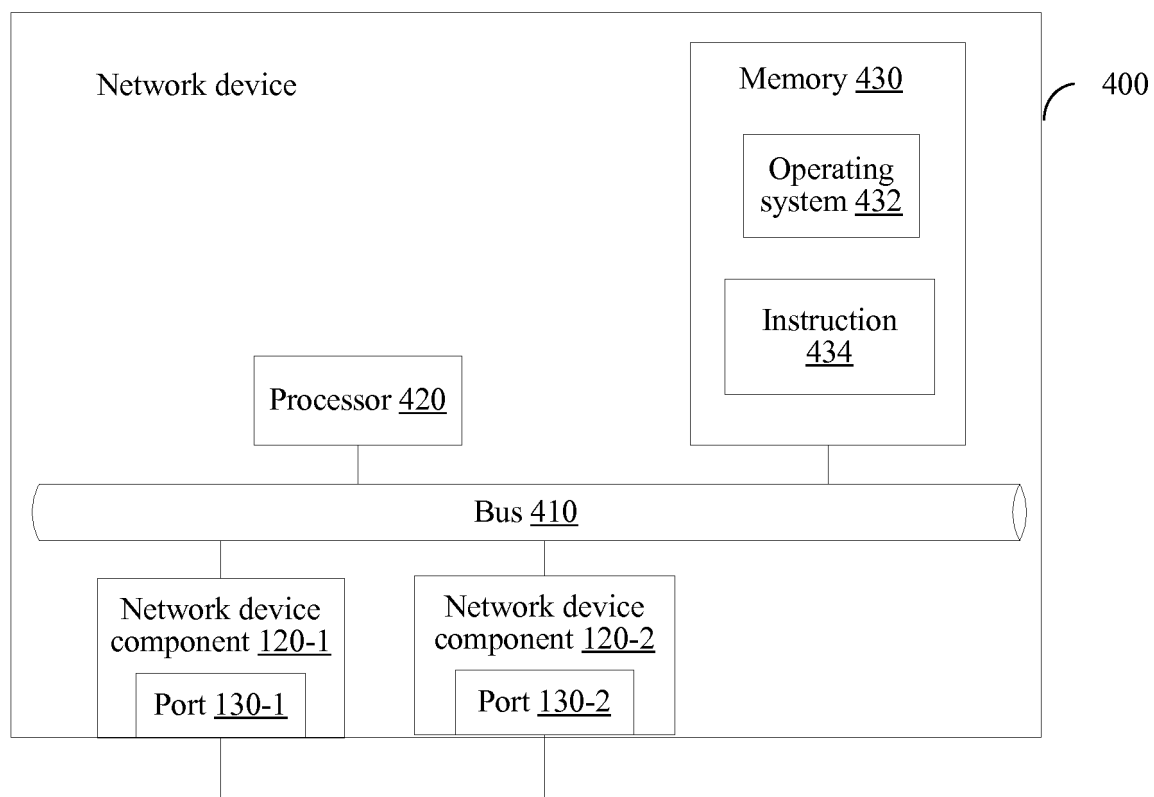 Network device
Memory 430
400
Operating
system 432
Instruction
434
Processor 420
Bus 410
Network device
component 120-1
Port 130-1
Network device
component 120-2
Port 130-2